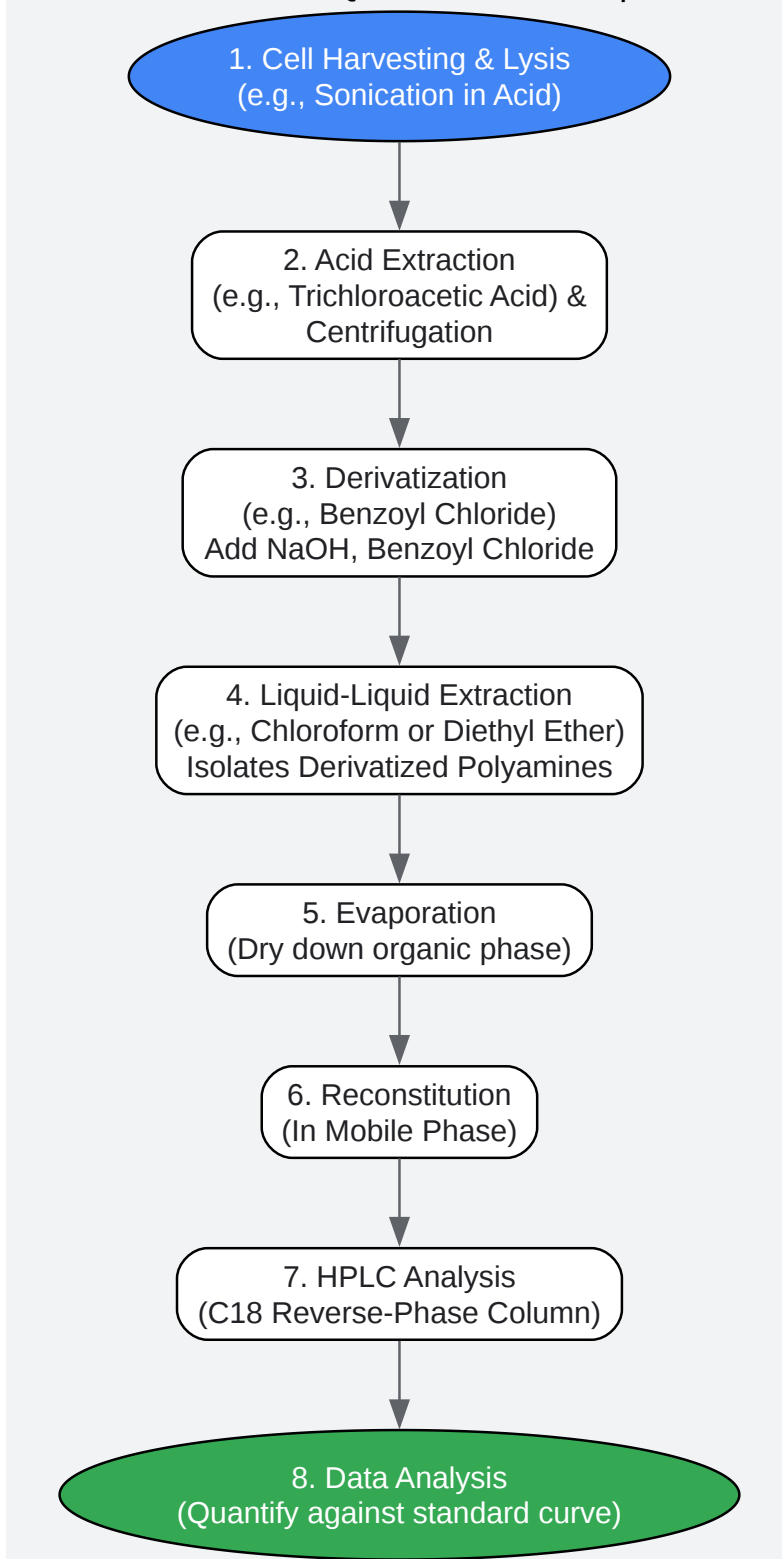 1. Cell Harvesting & Lysis
(e.g., Sonication in Acid)
2. Acid Extraction
(e.g., Trichloroacetic Acid) &
Centrifugation
3. Derivatization
(e.g., Benzoyl Chloride)
Add NaOH, Benzoyl Chloride
4. Liquid-Liquid Extraction
(e.g., Chloroform or Diethyl Ether)
Isolates Derivatized Polyamines
5. Evaporation
(Dry down organic phase)
6. Reconstitution
(In Mobile Phase)
7. HPLC Analysis
(C18 Reverse-Phase Column)
8. Data Analysis
(Quantify against standard curve)